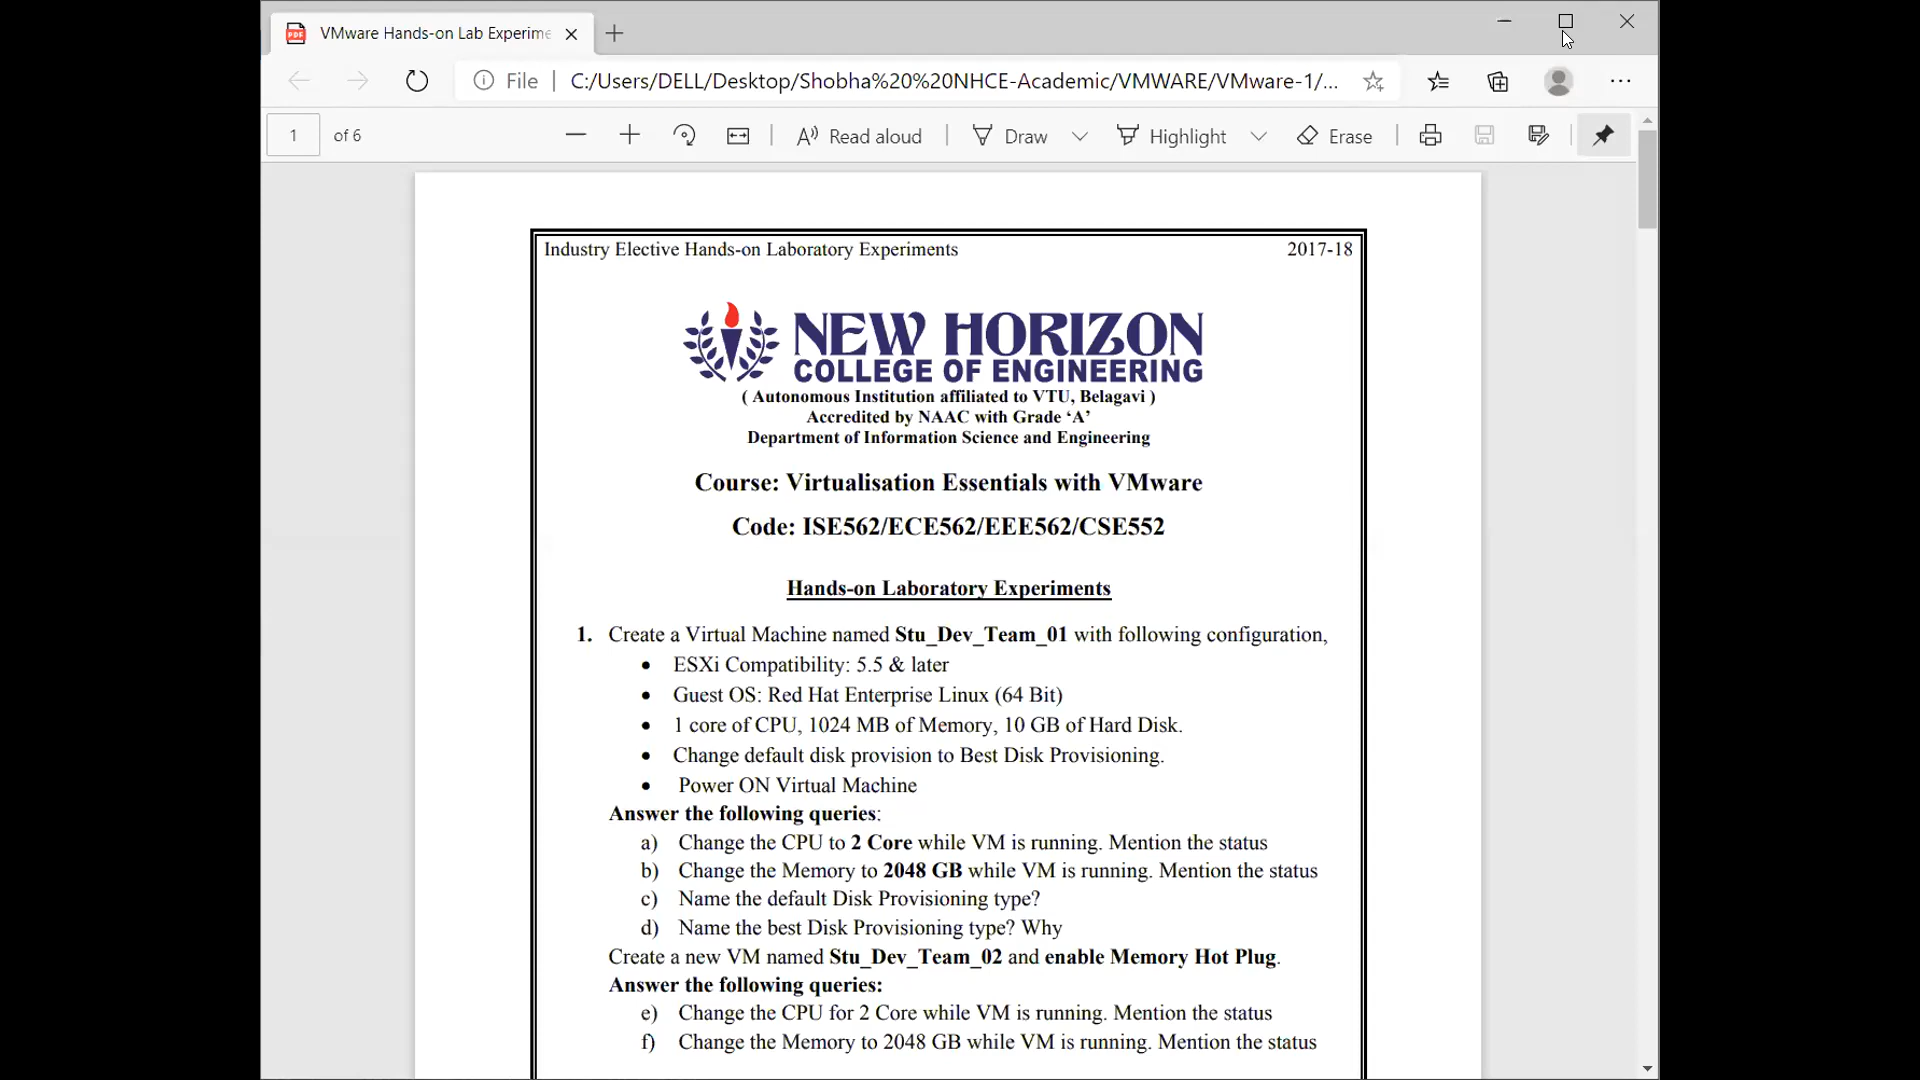 VMware Hands-on Lab Experime
File
C:/Users/DELL/Desktop/Shobha%20%20NHCE-Academic/VMWARE/VMware-1/...
1 of 6
Read aloud
Draw
Highlight
Erase
Industry Elective Hands-on Laboratory Experiments 2017-18
NEW HORIZON
COLLEGE OF ENGINEERING
( Autonomous Institution affiliated to VTU, Belagavi )
Accredited by NAAC with Grade ‘A’
Department of Information Science and Engineering
Course: Virtualisation Essentials with VMware
Code: ISE562/ECE562/EEE562/CSE552
Hands-on Laboratory Experiments
1. Create a Virtual Machine named Stu_Dev_Team_01 with following configuration,
• ESXi Compatibility: 5.5 & later
• Guest OS: Red Hat Enterprise Linux (64 Bit)
• 1 core of CPU, 1024 MB of Memory, 10 GB of Hard Disk.
• Change default disk provision to Best Disk Provisioning.
• Power ON Virtual Machine
Answer the following queries:
a) Change the CPU to 2 Core while VM is running. Mention the status
b) Change the Memory to 2048 GB while VM is running. Mention the status
c) Name the default Disk Provisioning type?
d) Name the best Disk Provisioning type? Why
Create a new VM named Stu_Dev_Team_02 and enable Memory Hot Plug.
Answer the following queries:
e) Change the CPU for 2 Core while VM is running. Mention the status
f) Change the Memory to 2048 GB while VM is running. Mention the status